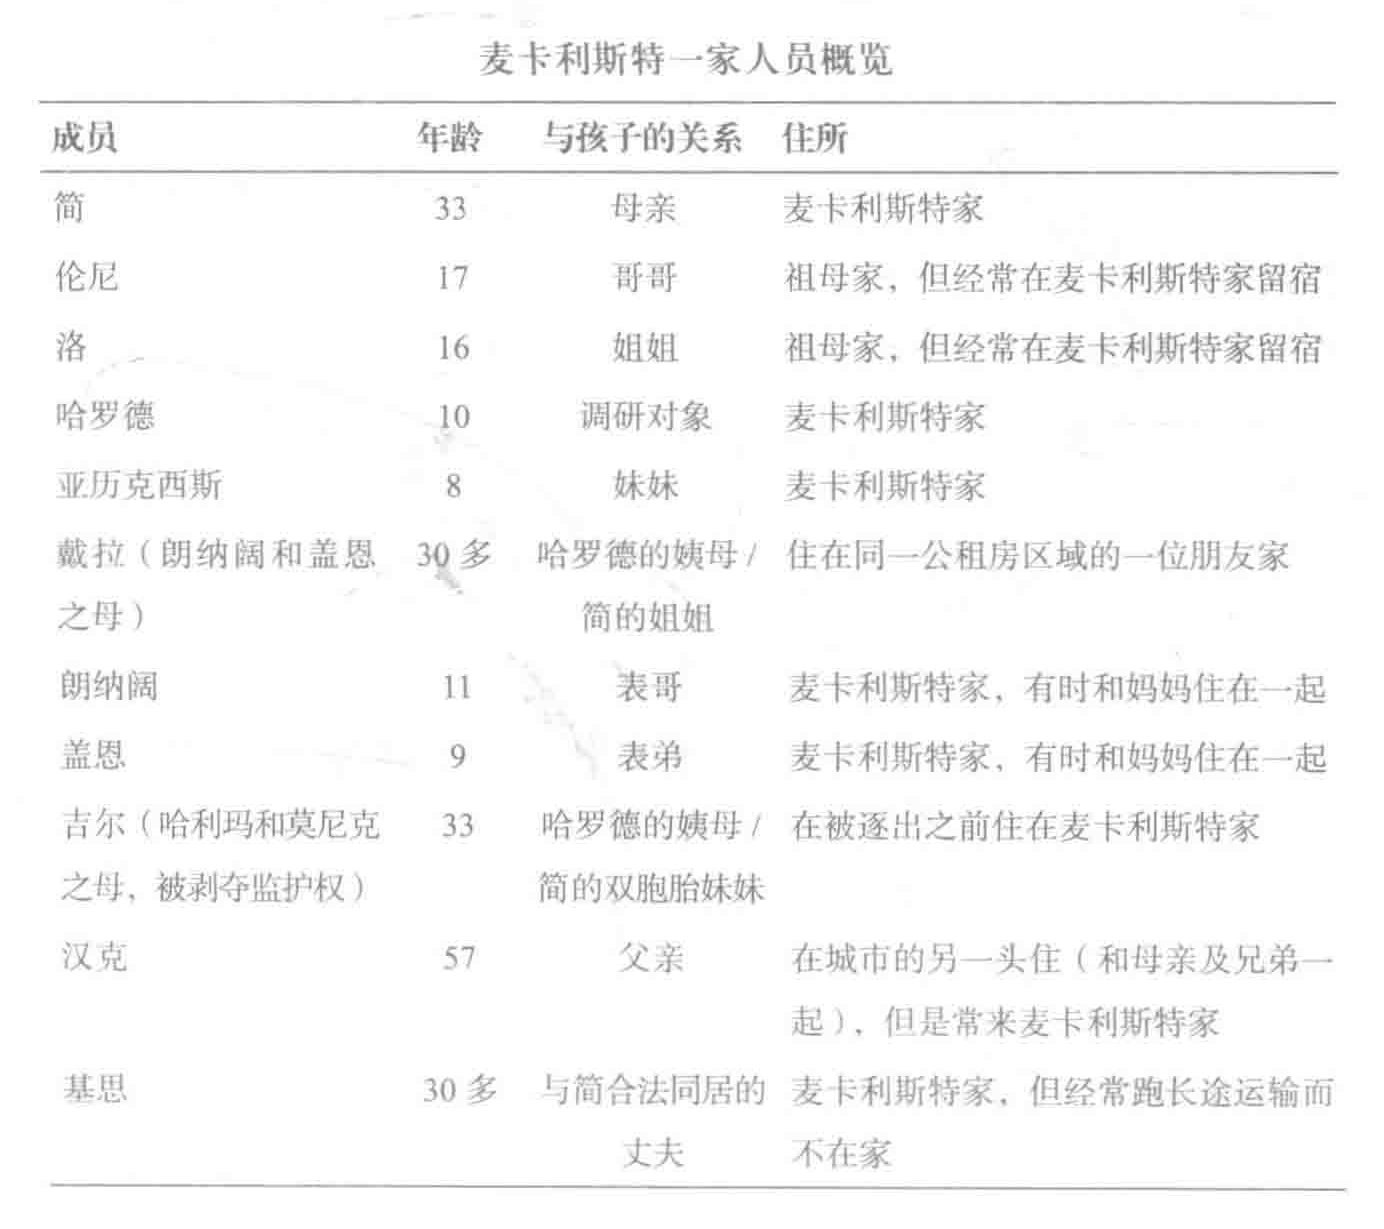 麦卡利斯特一家人员概览
成员 年龄 与孩子的关系 住所
简 33 母亲 麦卡利斯特家
伦尼 17 哥哥 祖母家，但经常在麦卡利斯特家留宿
洛 16 姐姐 祖母家，但经常在麦卡利斯特家留宿
哈罗德 10 调研对象 麦卡利斯特家
亚历克西斯 8 妹妹 麦卡利斯特家
戴拉（朗纳阔和盖恩 30 多 哈罗德的姨母 / 住在同一公租房区域的一位朋友家
之母） 简的姐姐
朗纳阔 11 表哥 麦卡利斯特家，有时和妈妈住在一起
盖恩 9 表弟 麦卡利斯特家，有时和妈妈住在一起
吉尔（哈利玛和莫尼克 33 哈罗德的姨母 / 在被逐出之前住在麦卡利斯特家
之母，被剥夺监护权） 简的双胞胎妹妹
汉克 57 父亲 在城市的另一头住（和母亲及兄弟一
起），但是常来麦卡利斯特家
基思 30 多 与简合法同居的 麦卡利斯特家，但经常跑长途运输而
丈夫 不在家